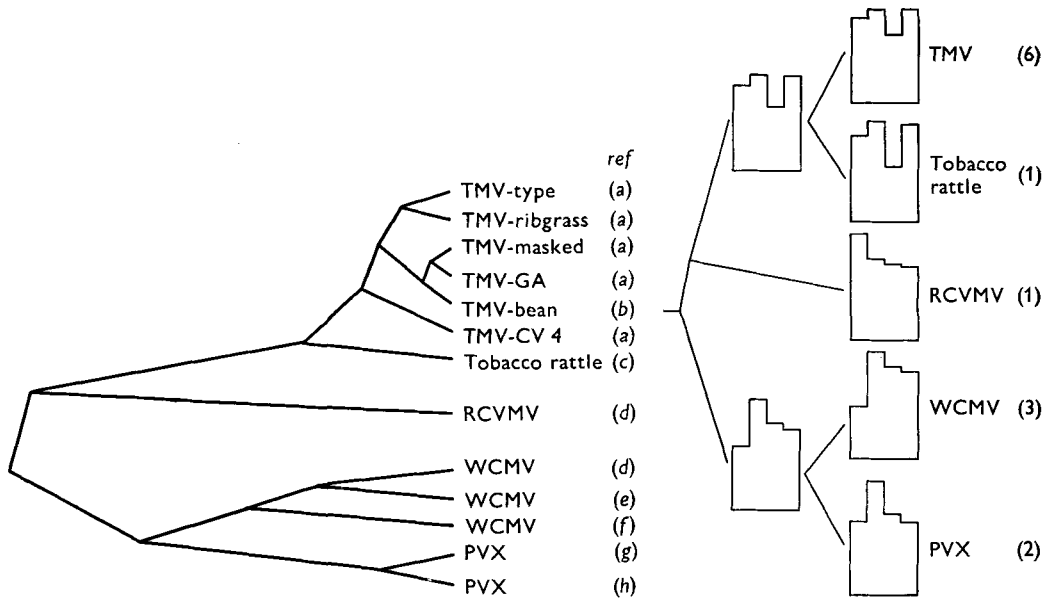 ref
TMV-type (a)
TMV-ribgrass (a)
TMV-masked (a)
TMV-GA (a)
TMV-bean (b)
TMV-CV 4 (a)
Tobacco rattle (c)
RCVMV (d)
WCMV (d)
WCMV (e)
WCMV (f)
PVX (g)
PVX (h)
TMV (6)
Tobacco
rattle (1)
RCVMV (1)
WCMV (3)
PVX (2)